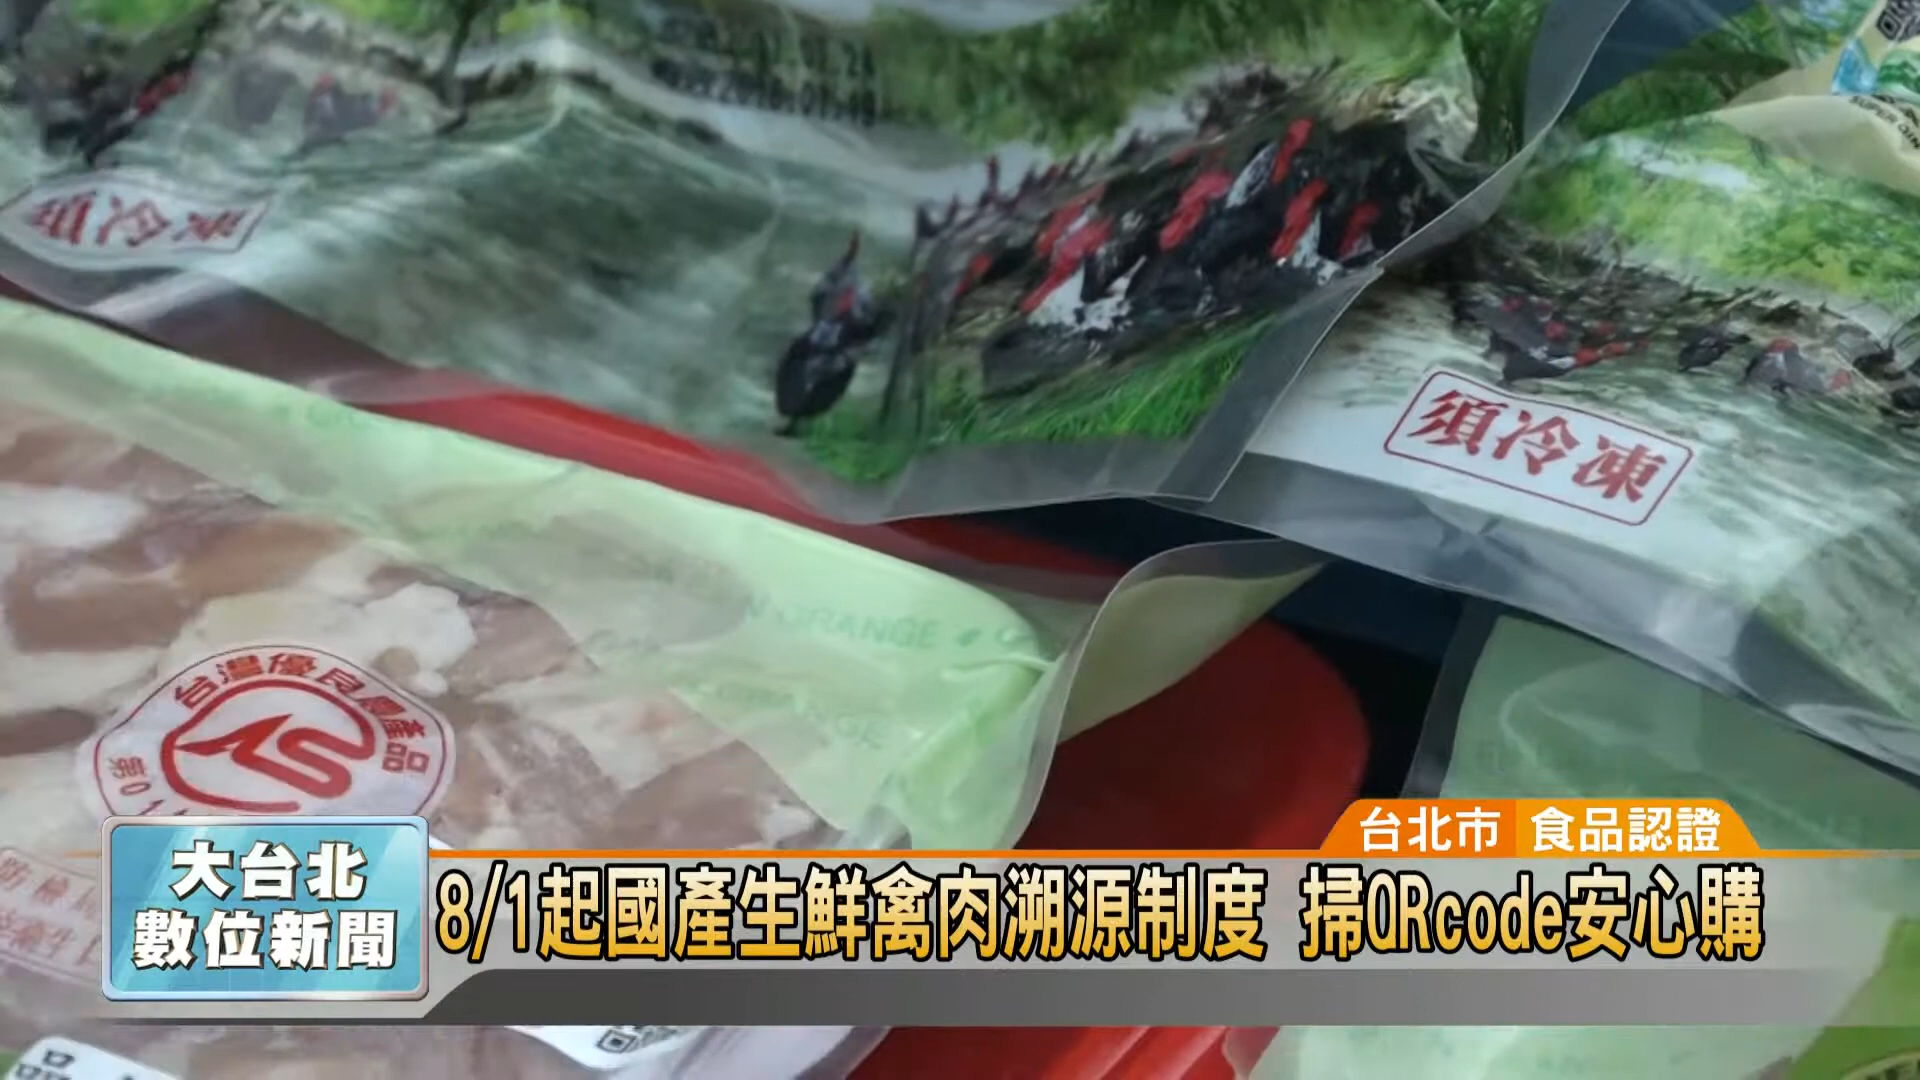 須冷凍
GRANGE
台灣優良農產品
台北市 食品認證
大台北
數位新聞
8/1起國產生鮮禽肉溯源制度 掃QRcode安心購